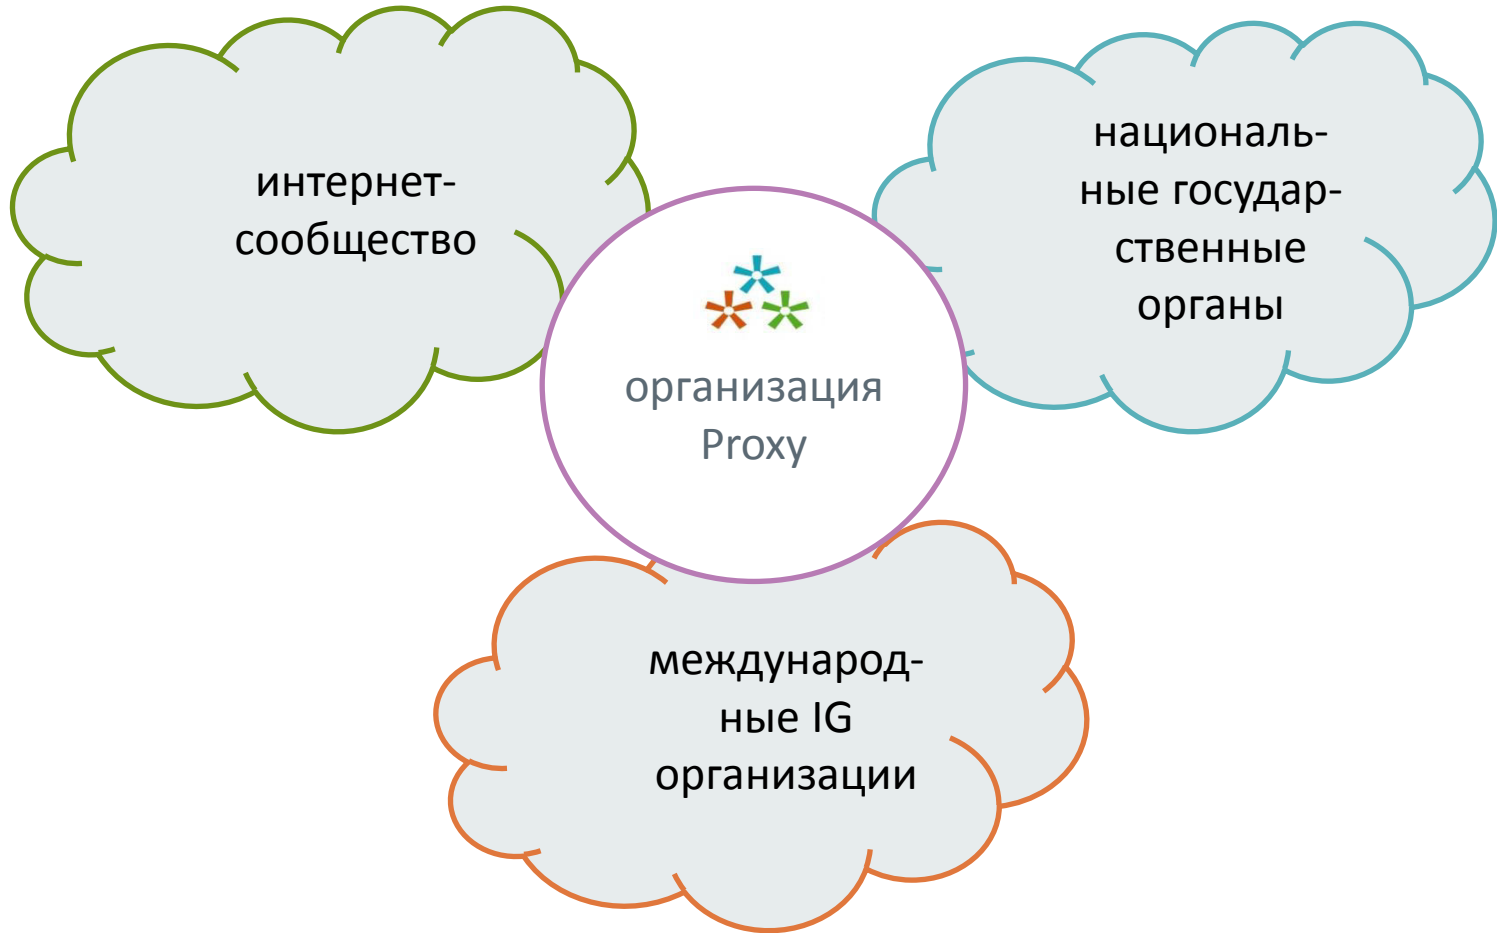 интернет-
сообщество
националь-
ные государ-
ственные
органы
организация
Proxy
международ-
ные IG
организации